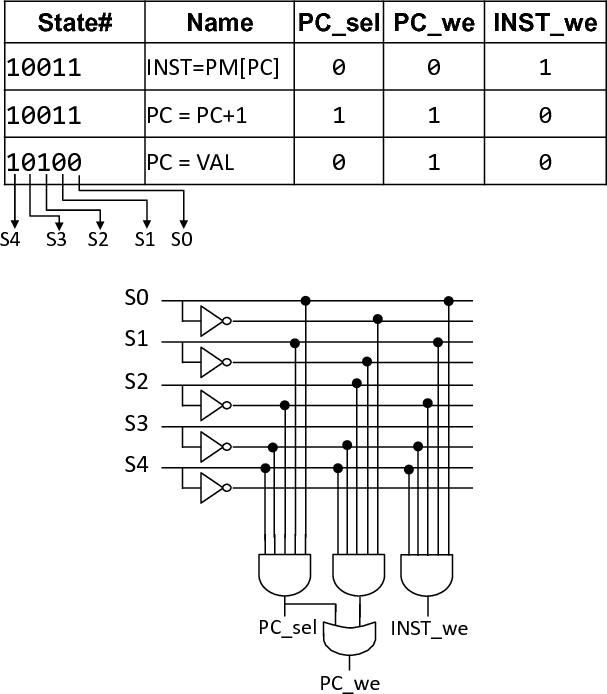 State# Name PC_sel PC_we INST_we
10011 INST=PM[PC] 0 0 1
10011 PC = PC+1 1 1 0
10100 PC = VAL 0 1 0
S4 S3 S2 S1 S0
S0
S1
S2
S3
S4
PC_sel INST_we
PC_we